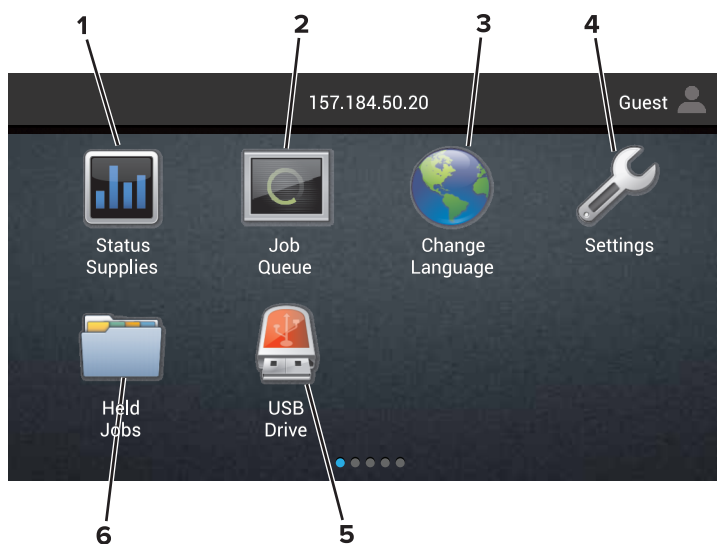 1 2 3 4
157.184.50.20 Guest
Status Supplies
Job Queue
Change Language
Settings
Held Jobs
USB Drive
6 5